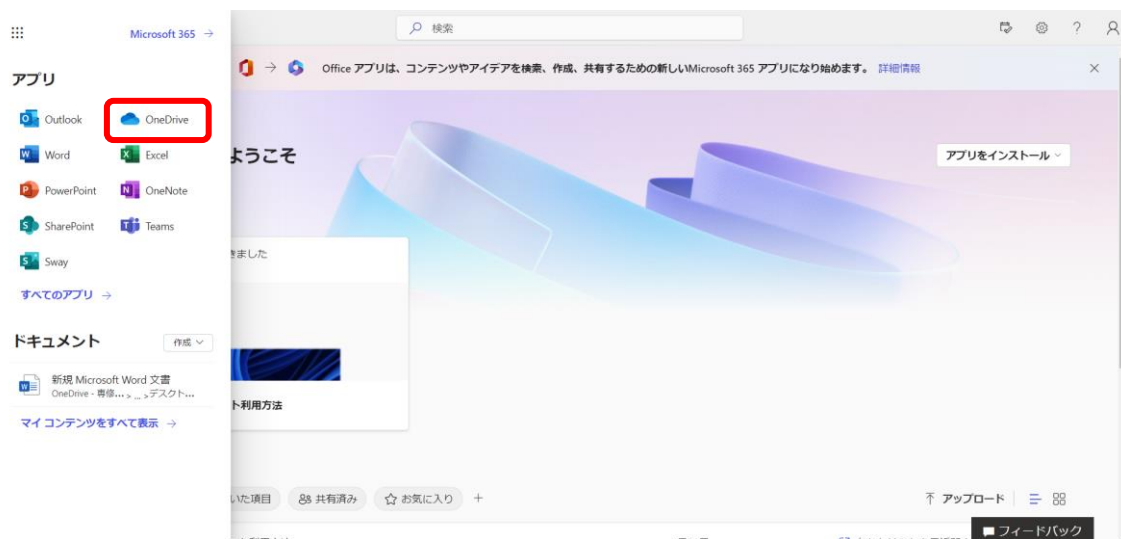 Microsoft 365 →
検索
アプリ
Outlook
OneDrive
Word
Excel
PowerPoint
OneNote
SharePoint
Teams
Sway
すべてのアプリ →
ドキュメント
作成
新規 Microsoft Word 文書
OneDrive - 専修... > ... > デスクト...
マイ コンテンツをすべて表示 →
Office アプリは、コンテンツやアイデアを検索、作成、共有するための新しいMicrosoft 365 アプリになり始めます。 詳細情報
ようこそ
アプリをインストール
きました
ト利用方法
いた項目
共有済み
お気に入り
アップロード
フィードバック